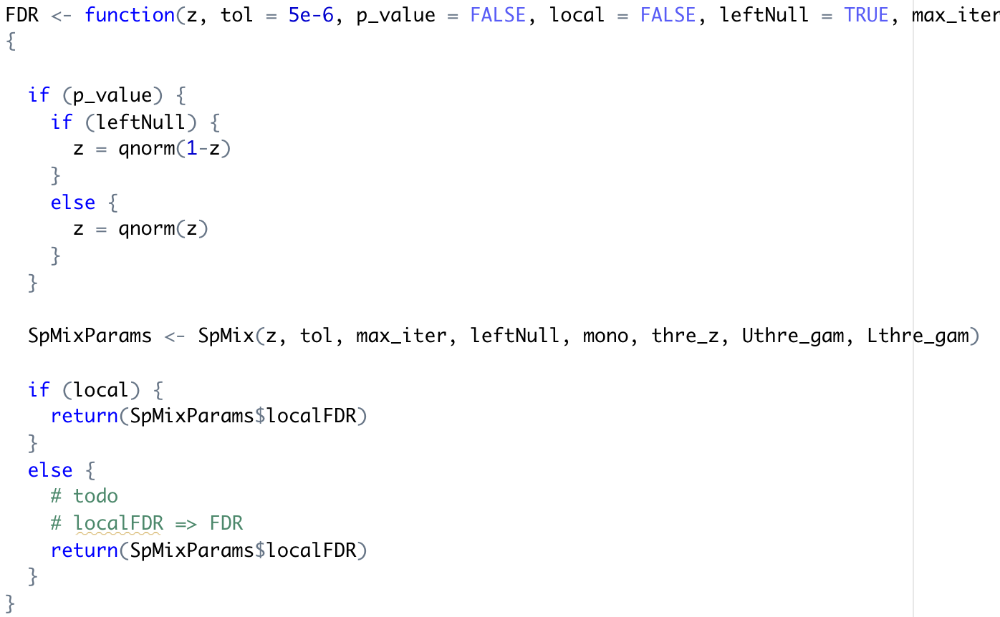 FDR <- function(z, tol = 5e-6, p_value = FALSE, local = FALSE, leftNull = TRUE, max_iter
{
if (p_value) {
if (leftNull) {
z = qnorm(1-z)
}
else {
z = qnorm(z)
}
}
SpMixParams <- SpMix(z, tol, max_iter, leftNull, mono, thre_z, Uthre_gam, Lthre_gam)
if (local) {
return(SpMixParams$localFDR)
}
else {
# todo
# localFDR => FDR
return(SpMixParams$localFDR)
}
}